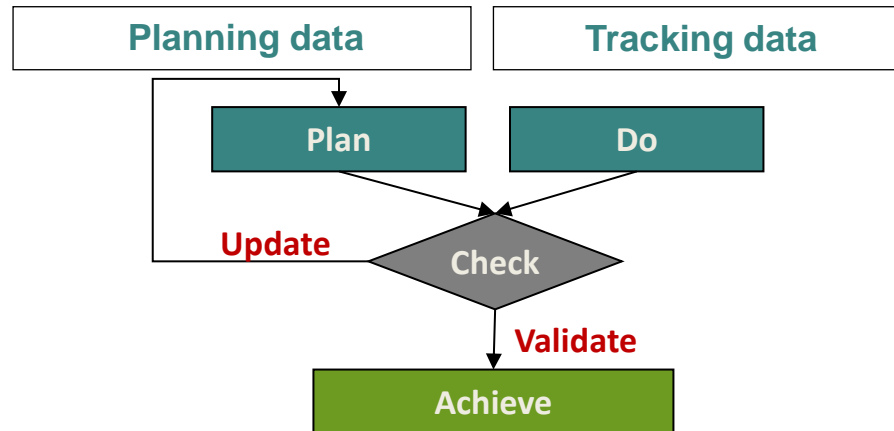 Planning data
Tracking data
Plan
Do
Update
Check
Validate
Achieve